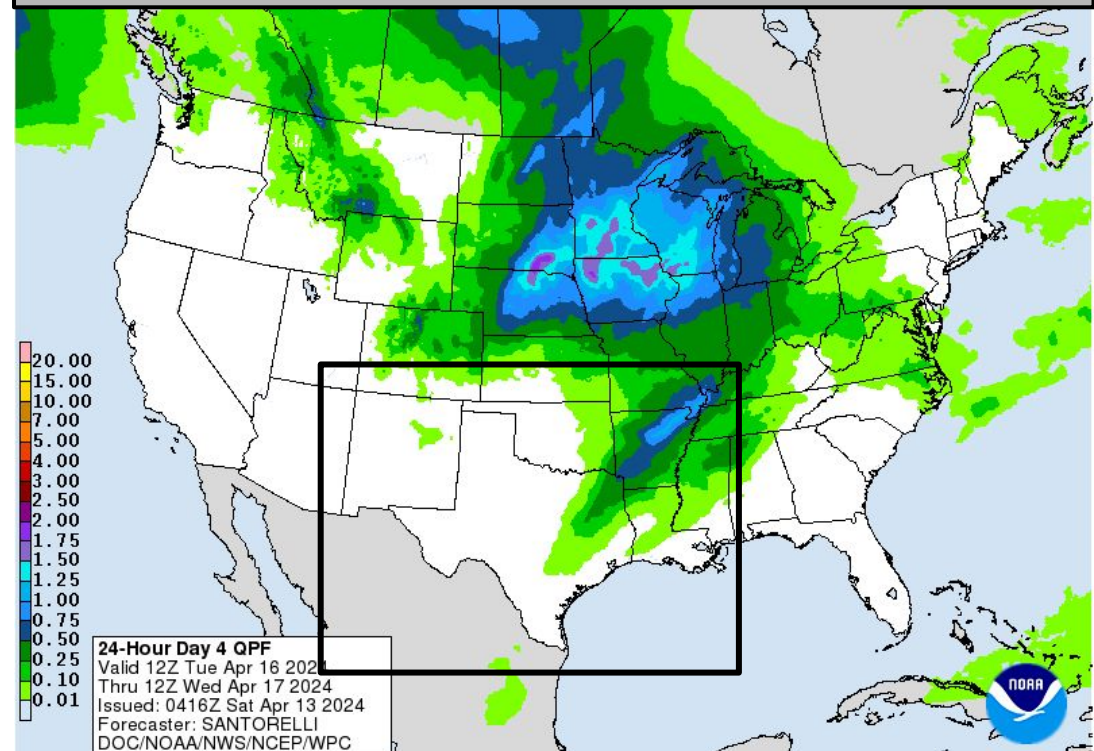 20.00
15.00
10.00
7.00
5.00
4.00
3.00
2.50
2.00
1.75
1.50
1.25
1.00
0.75
0.50
0.25
0.10
0.01
24-Hour Day 4 QPF
Valid 12Z Tue Apr 16 2024
Thru 12Z Wed Apr 17 2024
Issued: 0416Z Sat Apr 13 2024
Forecaster: SANTORELLI
DOC/NOAA/NWS/NCEP/WPC
NOAA